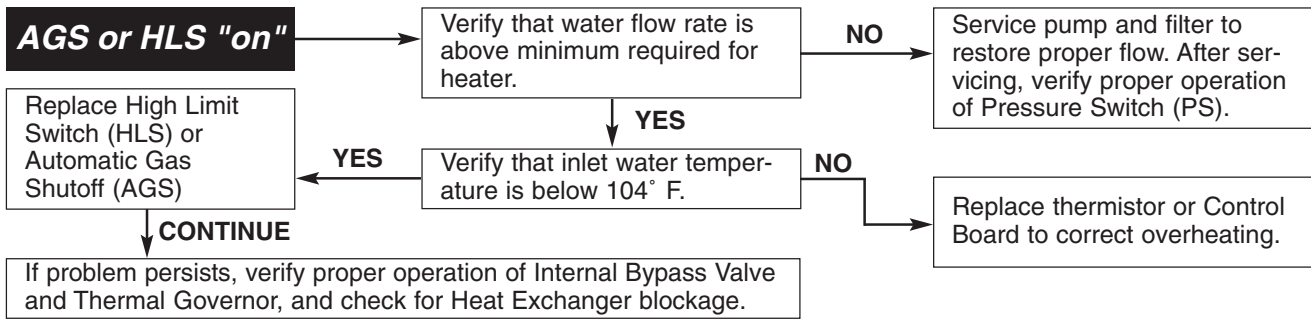 AGS or HLS "on"
Verify that water flow rate is
above minimum required for
heater.
NO
Service pump and filter to
restore proper flow. After ser-
vicing, verify proper operation
of Pressure Switch (PS).
YES
Verify that inlet water temper-
ature is below 104˚ F.
NO
Replace thermistor or Control
Board to correct overheating.
YES
Replace High Limit
Switch (HLS) or
Automatic Gas
Shutoff (AGS)
CONTINUE
If problem persists, verify proper operation of Internal Bypass Valve
and Thermal Governor, and check for Heat Exchanger blockage.